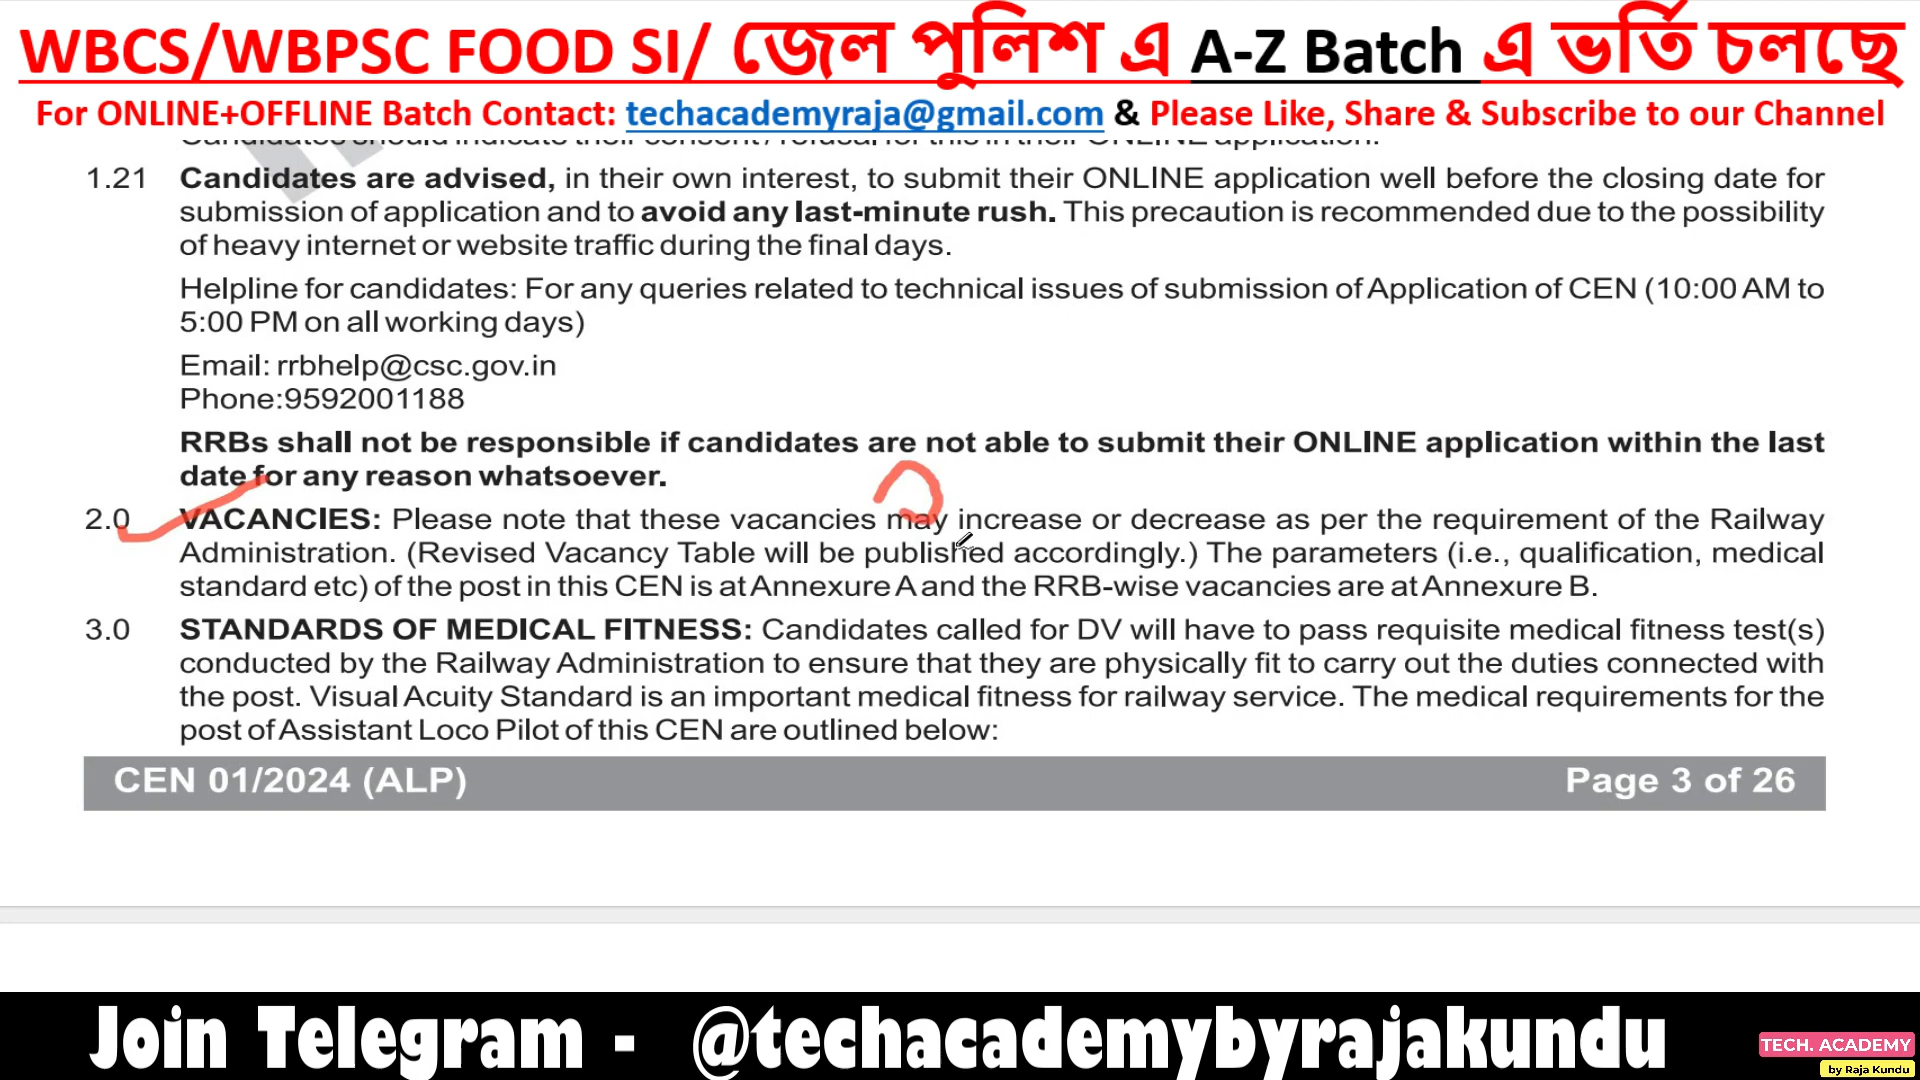 WBCS/WBPSC FOOD SI/ জেল পুলিশ এ A-Z Batch এ ভর্তি চলছে
For ONLINE+OFFLINE Batch Contact: techacademyraja@gmail.com & Please Like, Share & Subscribe to our Channel
Candidates should indicate their consent / refusal for this in their ONLINE application.
1.21 Candidates are advised, in their own interest, to submit their ONLINE application well before the closing date for
submission of application and to avoid any last-minute rush. This precaution is recommended due to the possibility
of heavy internet or website traffic during the final days.
Helpline for candidates: For any queries related to technical issues of submission of Application of CEN (10:00 AM to
5:00 PM on all working days)
Email: rrbhelp@csc.gov.in
Phone:9592001188
RRBs shall not be responsible if candidates are not able to submit their ONLINE application within the last
date for any reason whatsoever.
2.0 VACANCIES: Please note that these vacancies may increase or decrease as per the requirement of the Railway
Administration. (Revised Vacancy Table will be published accordingly.) The parameters (i.e., qualification, medical
standard etc) of the post in this CEN is at Annexure A and the RRB-wise vacancies are at Annexure B.
3.0 STANDARDS OF MEDICAL FITNESS: Candidates called for DV will have to pass requisite medical fitness test(s)
conducted by the Railway Administration to ensure that they are physically fit to carry out the duties connected with
the post. Visual Acuity Standard is an important medical fitness for railway service. The medical requirements for the
post of Assistant Loco Pilot of this CEN are outlined below:
CEN 01/2024 (ALP) Page 3 of 26
Join Telegram - @techacademybyrajakundu
TECH. ACADEMY
by Raja Kundu